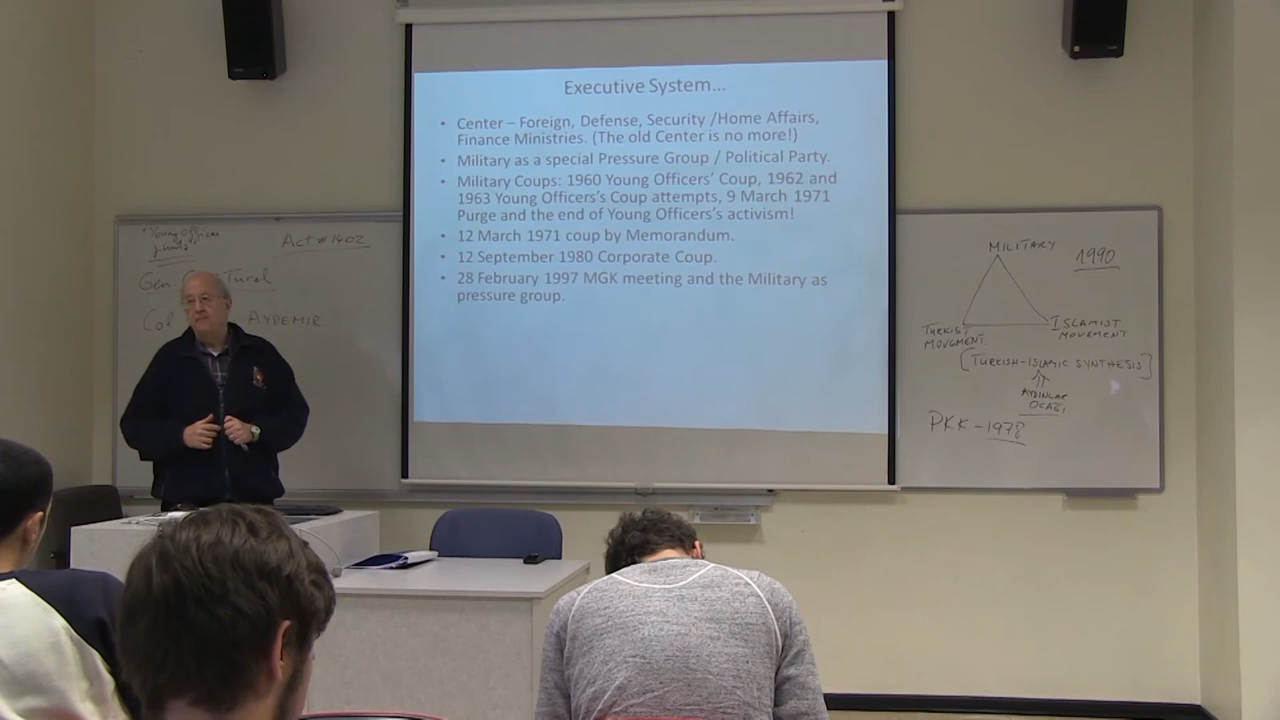 Executive System...
• Center – Foreign, Defense, Security /Home Affairs,
Finance Ministries. (The old Center is no more!)
• Military as a special Pressure Group / Political Party.
• Military Coups: 1960 Young Officers' Coup, 1962 and
1963 Young Officers's Coup attempts, 9 March 1971
Purge and the end of Young Officers's activism!
• 12 March 1971 coup by Memorandum.
• 12 September 1980 Corporate Coup.
• 28 February 1997 MGK meeting and the Military as
pressure group.
"Young Officer
Act # 1402
Gen. Tural
Col AYDEMIR
MILITARY
1990
TURKIST
MOVEMENT
ISLAMIST
MOVEMENT
[TURKISH-ISLAMIC SYNTHESIS]
AYDINLAR
OCAĞI
PKK - 1978